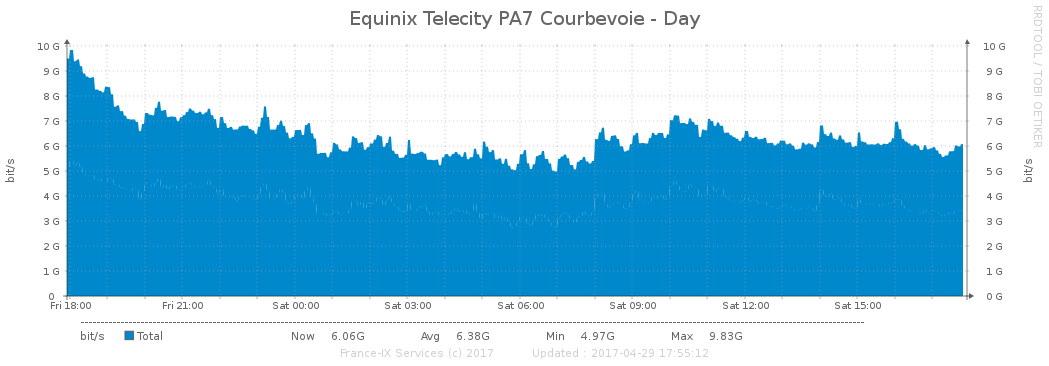 Equinix Telecity PA7 Courbevoie - Day
RRDTOOL / TOBI OETIKER
10 G 10 G
9 G 9 G
8 G 8 G
7 G 7 G
6 G 6 G
5 G 5 G
4 G 4 G
3 G 3 G
2 G 2 G
1 G 1 G
0 0 G
bit/s bit/s
Fri 18:00 Fri 21:00 Sat 00:00 Sat 03:00 Sat 06:00 Sat 09:00 Sat 12:00 Sat 15:00
bit/s Total Now 6.06G Avg 6.38G Min 4.97G Max 9.83G
France-IX Services (c) 2017 Updated : 2017-04-29 17:55:12